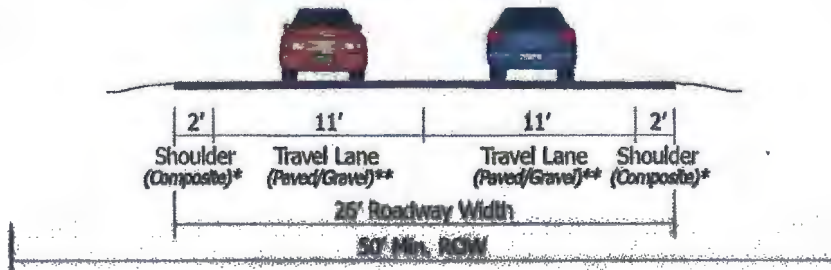 2' 11' 11' 2'
Shoulder Travel Lane Travel Lane Shoulder
(Composite)* (Paved/Gravel)** (Paved/Gravel)** (Composite)*
26' Roadway Width
50' Min. ROW